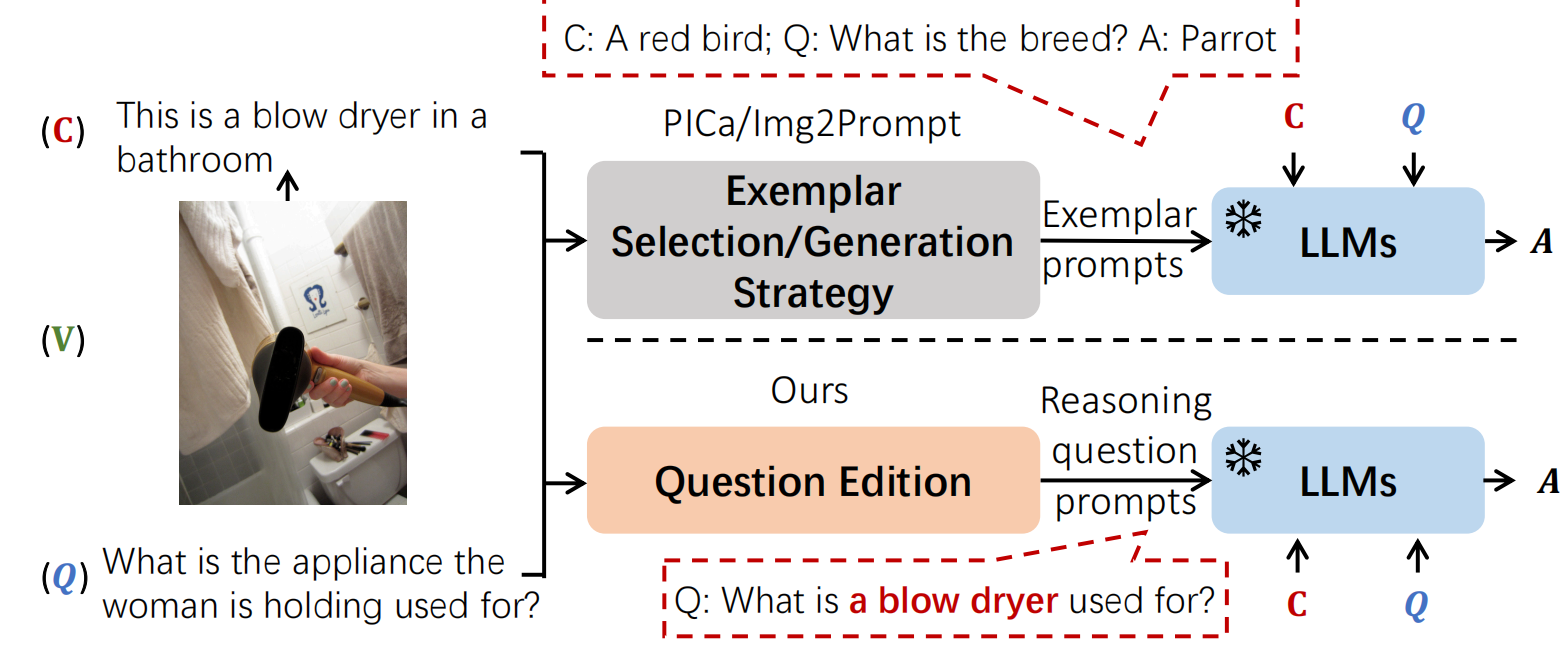 C: A red bird; Q: What is the breed? A: Parrot
(C) This is a blow dryer in a
bathroom
PICa/Img2Prompt
C
Q
Exemplar
Selection/Generation
Strategy
Exemplar
prompts
LLMs
A
(V)
Ours
Question Edition
Reasoning
question
prompts
LLMs
A
(Q) What is the appliance the
woman is holding used for?
Q: What is a blow dryer used for?
C
Q